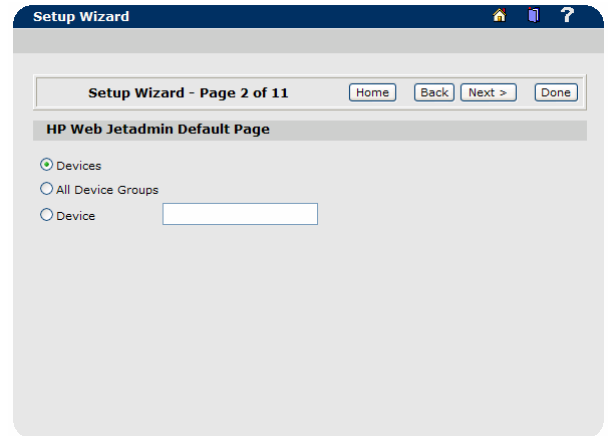 Setup Wizard ?
Setup Wizard - Page 2 of 11 Home Back Next > Done
HP Web Jetadmin Default Page
Devices
All Device Groups
Device